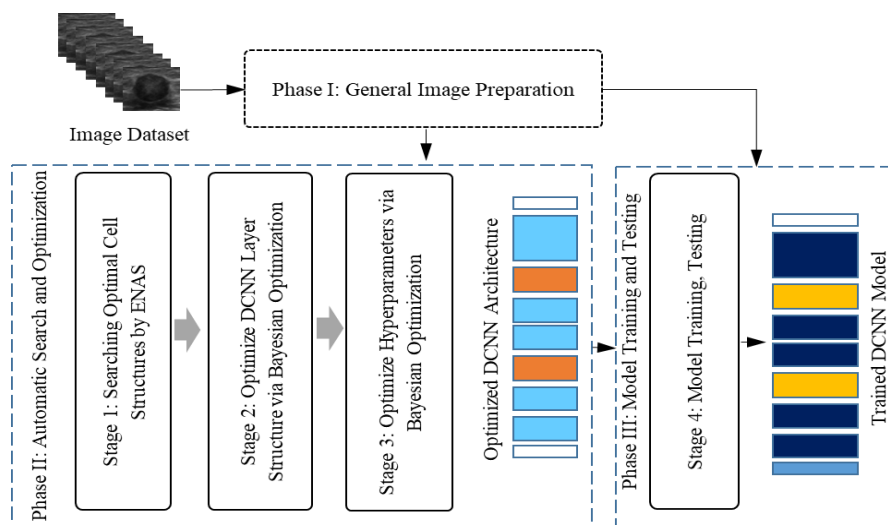 Phase I: General Image Preparation
Image Dataset
Phase II: Automatic Search and Optimization
Stage 1: Searching Optimal Cell
Structures by ENAS
Stage 2: Optimize DCNN Layer
Structure via Bayesian Optimization
Stage 3: Optimize Hyperparameters via
Bayesian Optimization
Optimized DCNN Architecture
Phase III: Model Training and Testing
Stage 4: Model Training, Testing
Trained DCNN Model